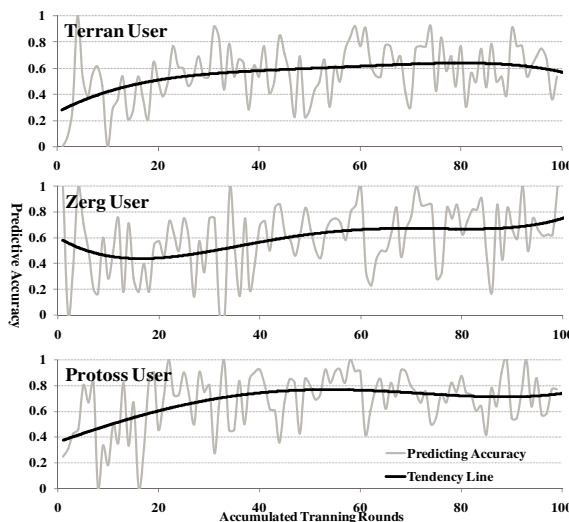 1
Terran User
0.8
0.6
0.4
0.2
0
0 20 40 60 80 100
Predictive Accuracy
1
Zerg User
0.8
0.6
0.4
0.2
0
0 20 40 60 80 100
1
Protoss User
0.8
0.6
0.4
0.2
0
Predicting Accuracy
Tendency Line
0 20 40 60 80 100
Accumulated Tranning Rounds